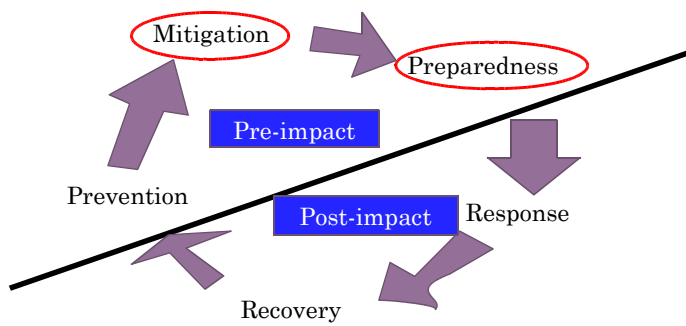 Mitigation
Preparedness
Pre-impact
Prevention
Post-impact
Response
Recovery